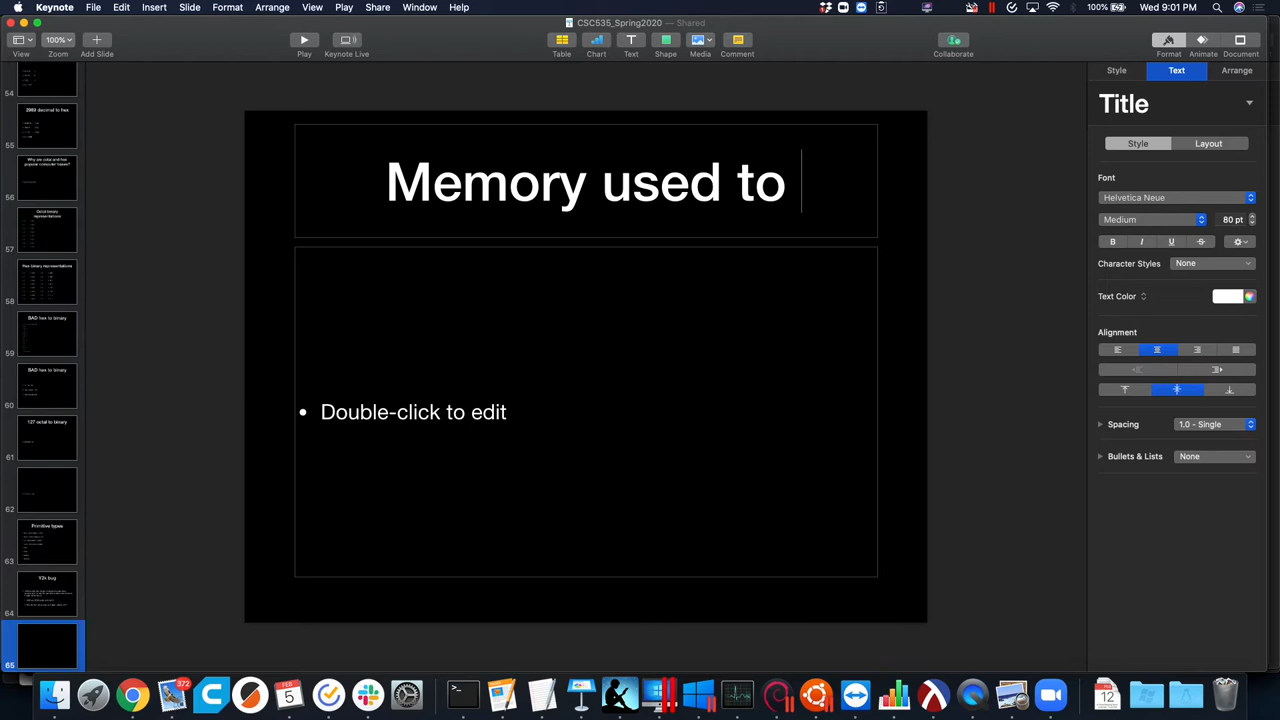 Keynote File Edit Insert Slide Format Arrange View Play Share Window Help Wed 9:01 PM
CSC535_Spring2020 — Shared
100%
View Zoom Add Slide Play Keynote Live Table Chart Text Shape Media Comment Collaborate Format Animate Document
54
2989 decimal to hex
55
Why are octal and hex popular computer bases?
56
Octal binary representations
57
Hex binary representations
58
BAD hex to binary
59
BAD hex to binary
60
127 octal to binary
61
62
Primitive types
63
Y2k bug
64
65
Memory used to
• Double-click to edit
Style Text Arrange
Title
Style Layout
Font
Helvetica Neue
Medium 80 pt
B I U S
Character Styles None
Text Color
Alignment
Spacing 1.0 - Single
Bullets & Lists None
372
FEB
5
12